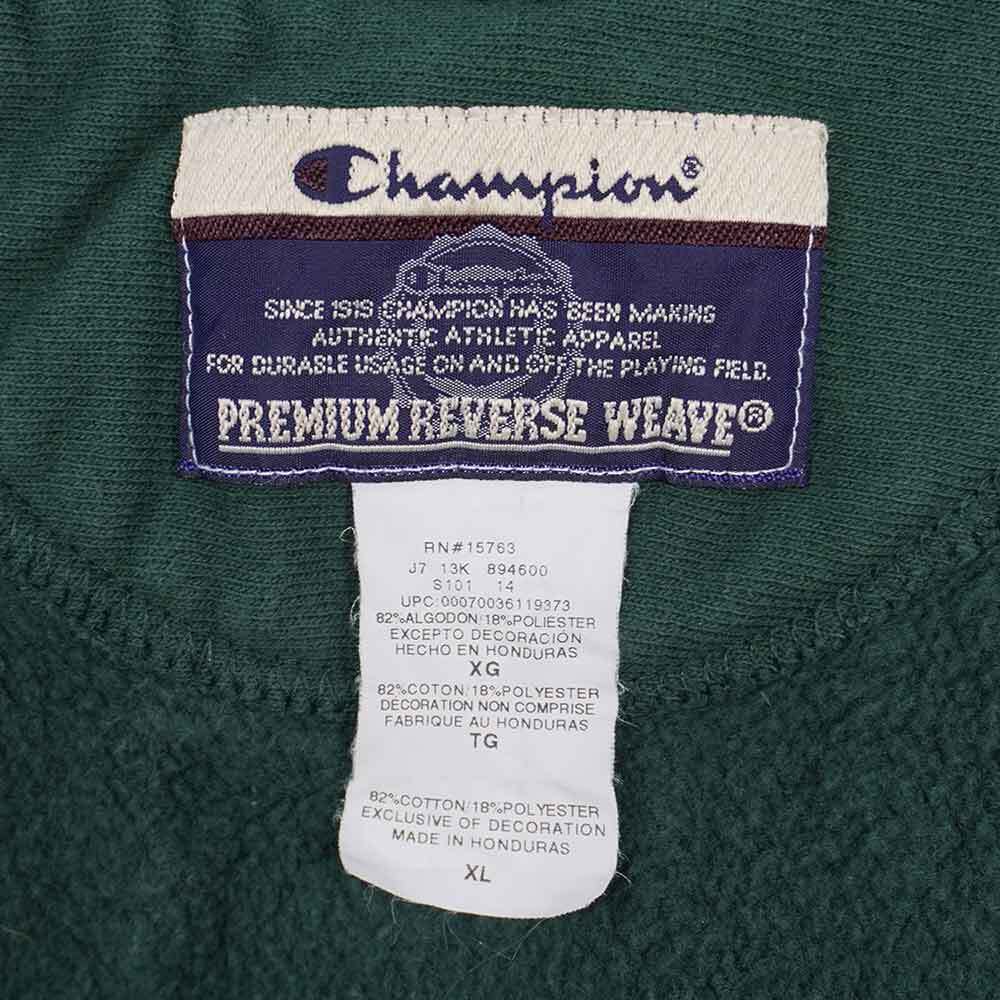 Champion®
SINCE 1919 CHAMPION HAS BEEN MAKING
AUTHENTIC ATHLETIC APPAREL
FOR DURABLE USAGE ON AND OFF THE PLAYING FIELD.
PREMIUM REVERSE WEAVE®
RN#15763
J7 13K 894600
S101 14
UPC:00070036119373
82%ALGODON/18%POLIESTER
EXCEPTO DECORACIÓN
HECHO EN HONDURAS
XG
82%COTON/18%POLYESTER
DÉCORATION NON COMPRISE
FABRIQUE AU HONDURAS
TG
82%COTTON/18%POLYESTER
EXCLUSIVE OF DECORATION
MADE IN HONDURAS
XL